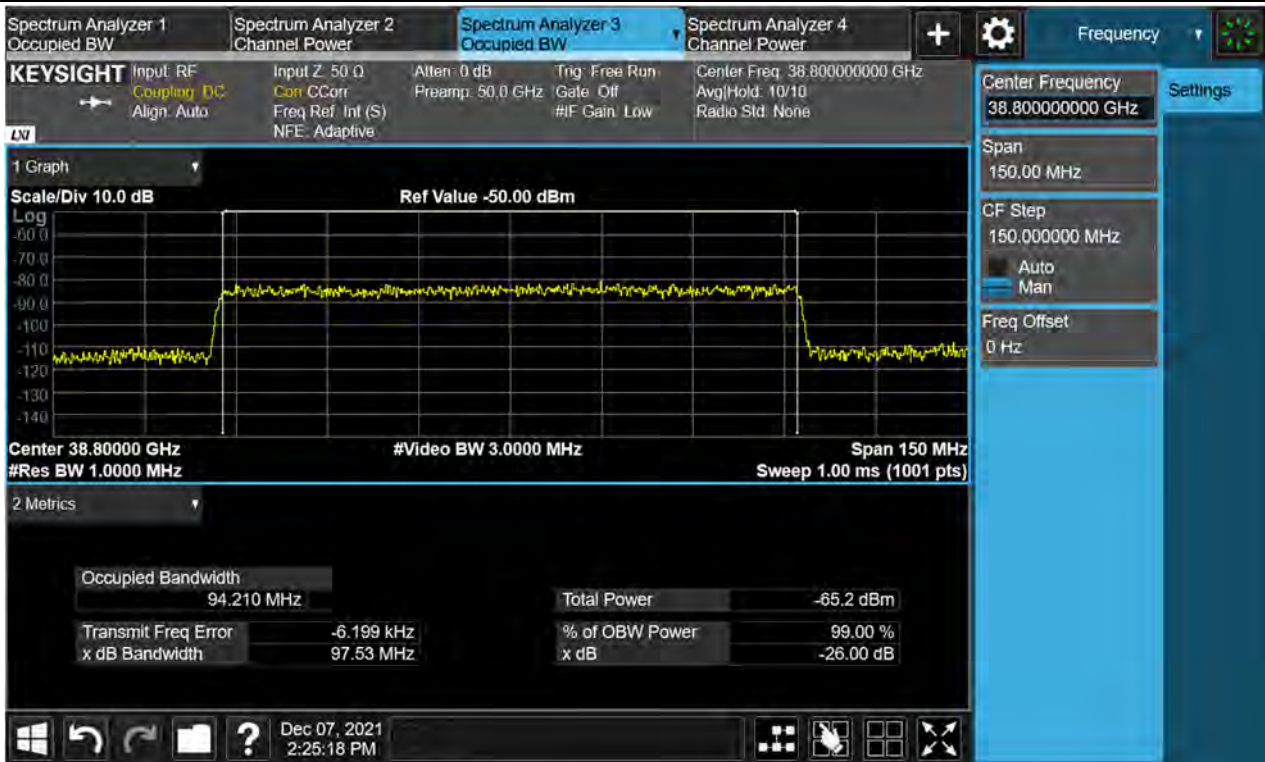 Spectrum Analyzer 1
Occupied BW
Spectrum Analyzer 2
Channel Power
Spectrum Analyzer 3
Occupied BW
Spectrum Analyzer 4
Channel Power
+
Frequency
KEYSIGHT
LXI
Input: RF
Coupling: DC
Align: Auto
Input Z: 50 Ω
Corr CCorr
Freq Ref: Int (S)
NFE: Adaptive
Atten: 0 dB
Preamp: 50.0 GHz
Trig: Free Run
Gate: Off
#IF Gain: Low
Center Freq: 38.800000000 GHz
Avg|Hold: 10/10
Radio Std: None
Center Frequency
38.800000000 GHz
Settings
Span
150.00 MHz
CF Step
150.000000 MHz
Auto
Man
Freq Offset
0 Hz
1 Graph
Scale/Div 10.0 dB
Ref Value -50.00 dBm
Log
-60.0
-70.0
-80.0
-90.0
-100
-110
-120
-130
-140
Center 38.80000 GHz
#Video BW 3.0000 MHz
Span 150 MHz
#Res BW 1.0000 MHz
Sweep 1.00 ms (1001 pts)
2 Metrics
Occupied Bandwidth
94.210 MHz
Total Power -65.2 dBm
Transmit Freq Error -6.199 kHz
% of OBW Power 99.00 %
x dB Bandwidth 97.53 MHz
x dB -26.00 dB
?
Dec 07, 2021
2:25:18 PM